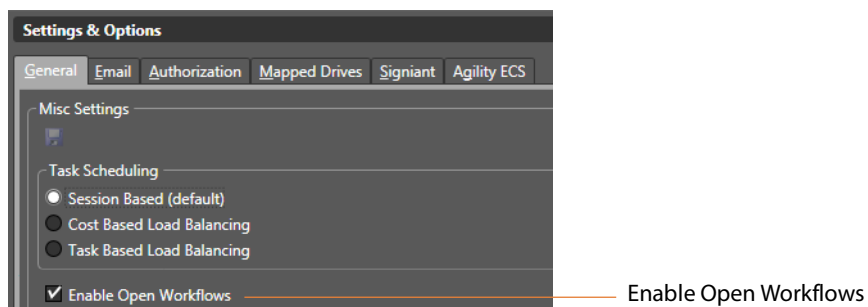 Settings & Options
General Email Authorization Mapped Drives Signiant Agility ECS
Misc Settings
Task Scheduling
Session Based (default)
Cost Based Load Balancing
Task Based Load Balancing
Enable Open Workflows Enable Open Workflows